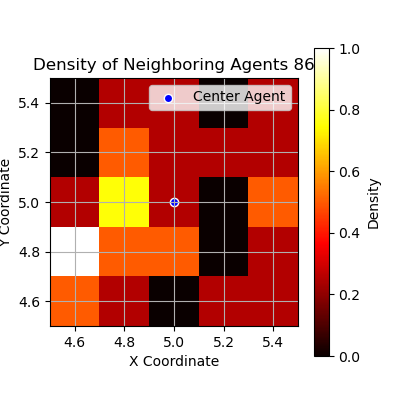 Density of Neighboring Agents 86
Center Agent
5.4
5.2
5.0
4.8
4.6
Y Coordinate
4.6 4.8 5.0 5.2 5.4
X Coordinate
1.0
0.8
0.6
0.4
0.2
0.0
Density